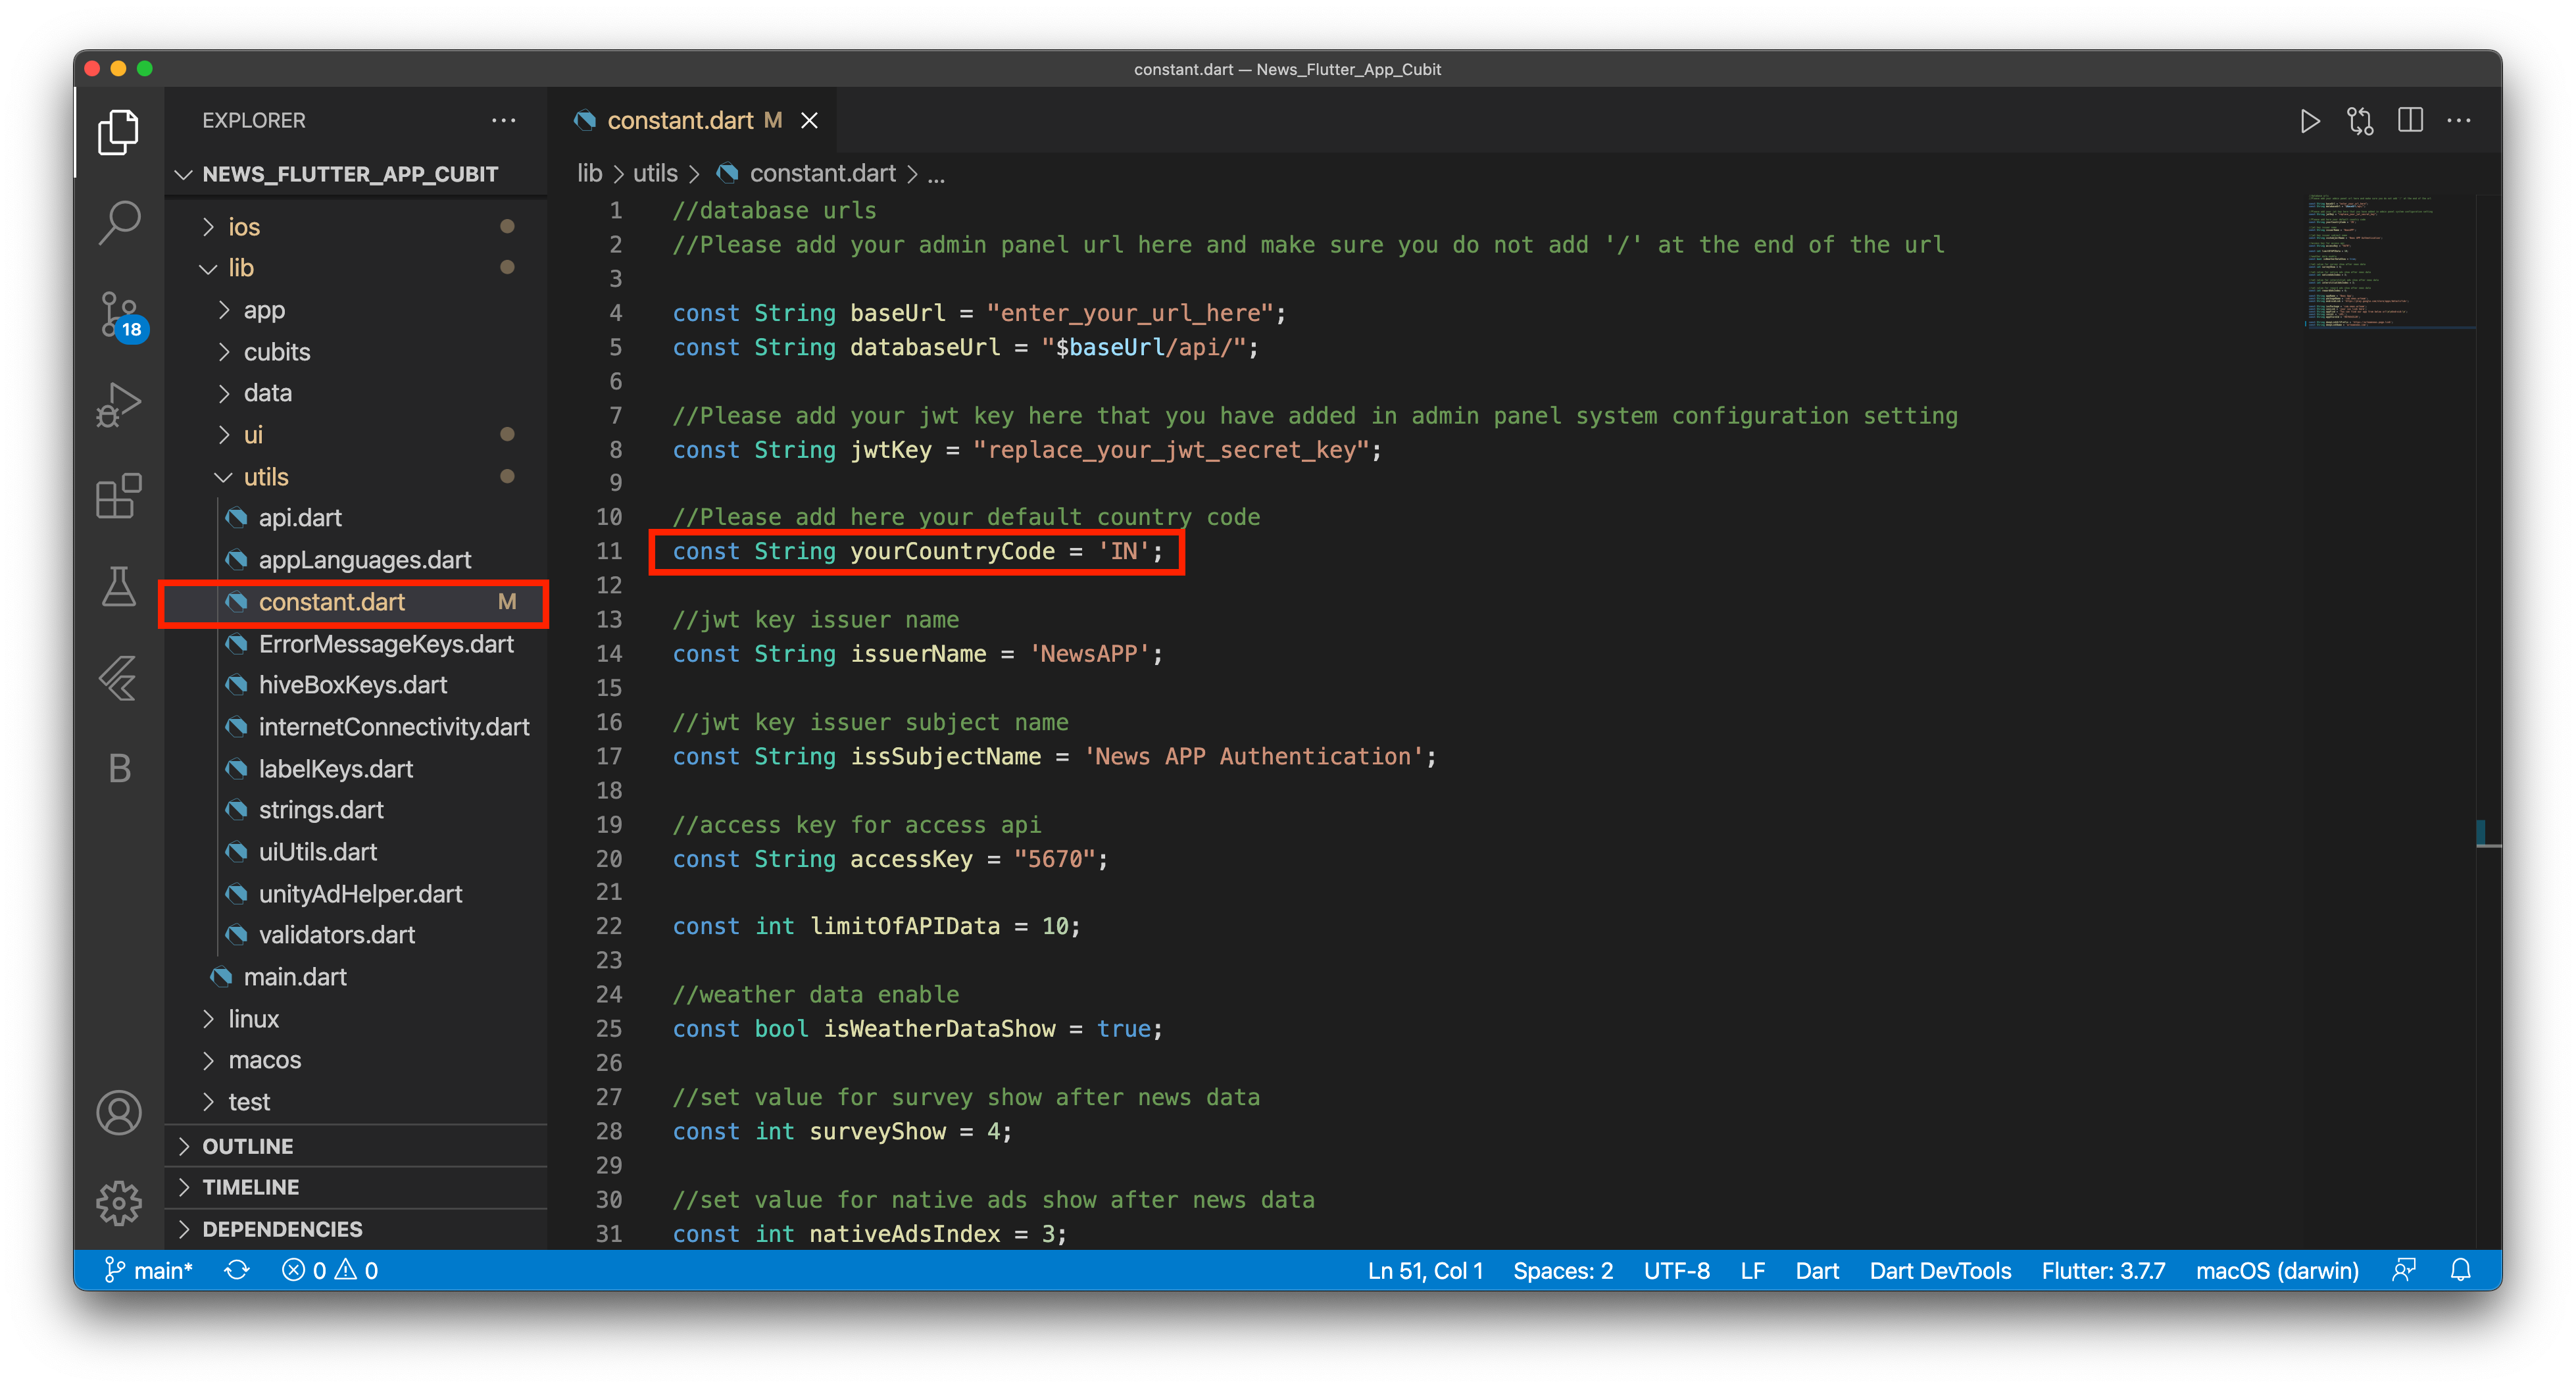 constant.dart — News_Flutter_App_Cubit
EXPLORER
NEWS_FLUTTER_APP_CUBIT
ios
lib
app
cubits
data
ui
utils
api.dart
appLanguages.dart
constant.dart M
ErrorMessageKeys.dart
hiveBoxKeys.dart
internetConnectivity.dart
labelKeys.dart
strings.dart
uiUtils.dart
unityAdHelper.dart
validators.dart
main.dart
linux
macos
test
OUTLINE
TIMELINE
DEPENDENCIES
18
B
constant.dart M
lib > utils > constant.dart > ...
1 //database urls
2 //Please add your admin panel url here and make sure you do not add '/' at the end of the url
3
4 const String baseUrl = "enter_your_url_here";
5 const String databaseUrl = "$baseUrl/api/";
6
7 //Please add your jwt key here that you have added in admin panel system configuration setting
8 const String jwtKey = "replace_your_jwt_secret_key";
9
10 //Please add here your default country code
11 const String yourCountryCode = 'IN';
12
13 //jwt key issuer name
14 const String issuerName = 'NewsAPP';
15
16 //jwt key issuer subject name
17 const String issSubjectName = 'News APP Authentication';
18
19 //access key for access api
20 const String accessKey = "5670";
21
22 const int limitOfAPIData = 10;
23
24 //weather data enable
25 const bool isWeatherDataShow = true;
26
27 //set value for survey show after news data
28 const int surveyShow = 4;
29
30 //set value for native ads show after news data
31 const int nativeAdsIndex = 3;
main* 0 0 Ln 51, Col 1 Spaces: 2 UTF-8 LF Dart Dart DevTools Flutter: 3.7.7 macOS (darwin)